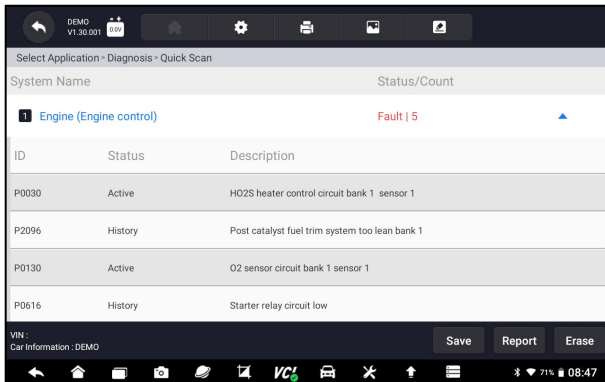 DEMO
V1.30.001
0.0V
Select Application > Diagnosis > Quick Scan
System Name Status/Count
1 Engine (Engine control) Fault | 5
ID Status Description
P0030 Active HO2S heater control circuit bank 1 sensor 1
P2096 History Post catalyst fuel trim system too lean bank 1
P0130 Active O2 sensor circuit bank 1 sensor 1
P0616 History Starter relay circuit low
VIN :
Car Information : DEMO
Save Report Erase
VCI 71% 08:47